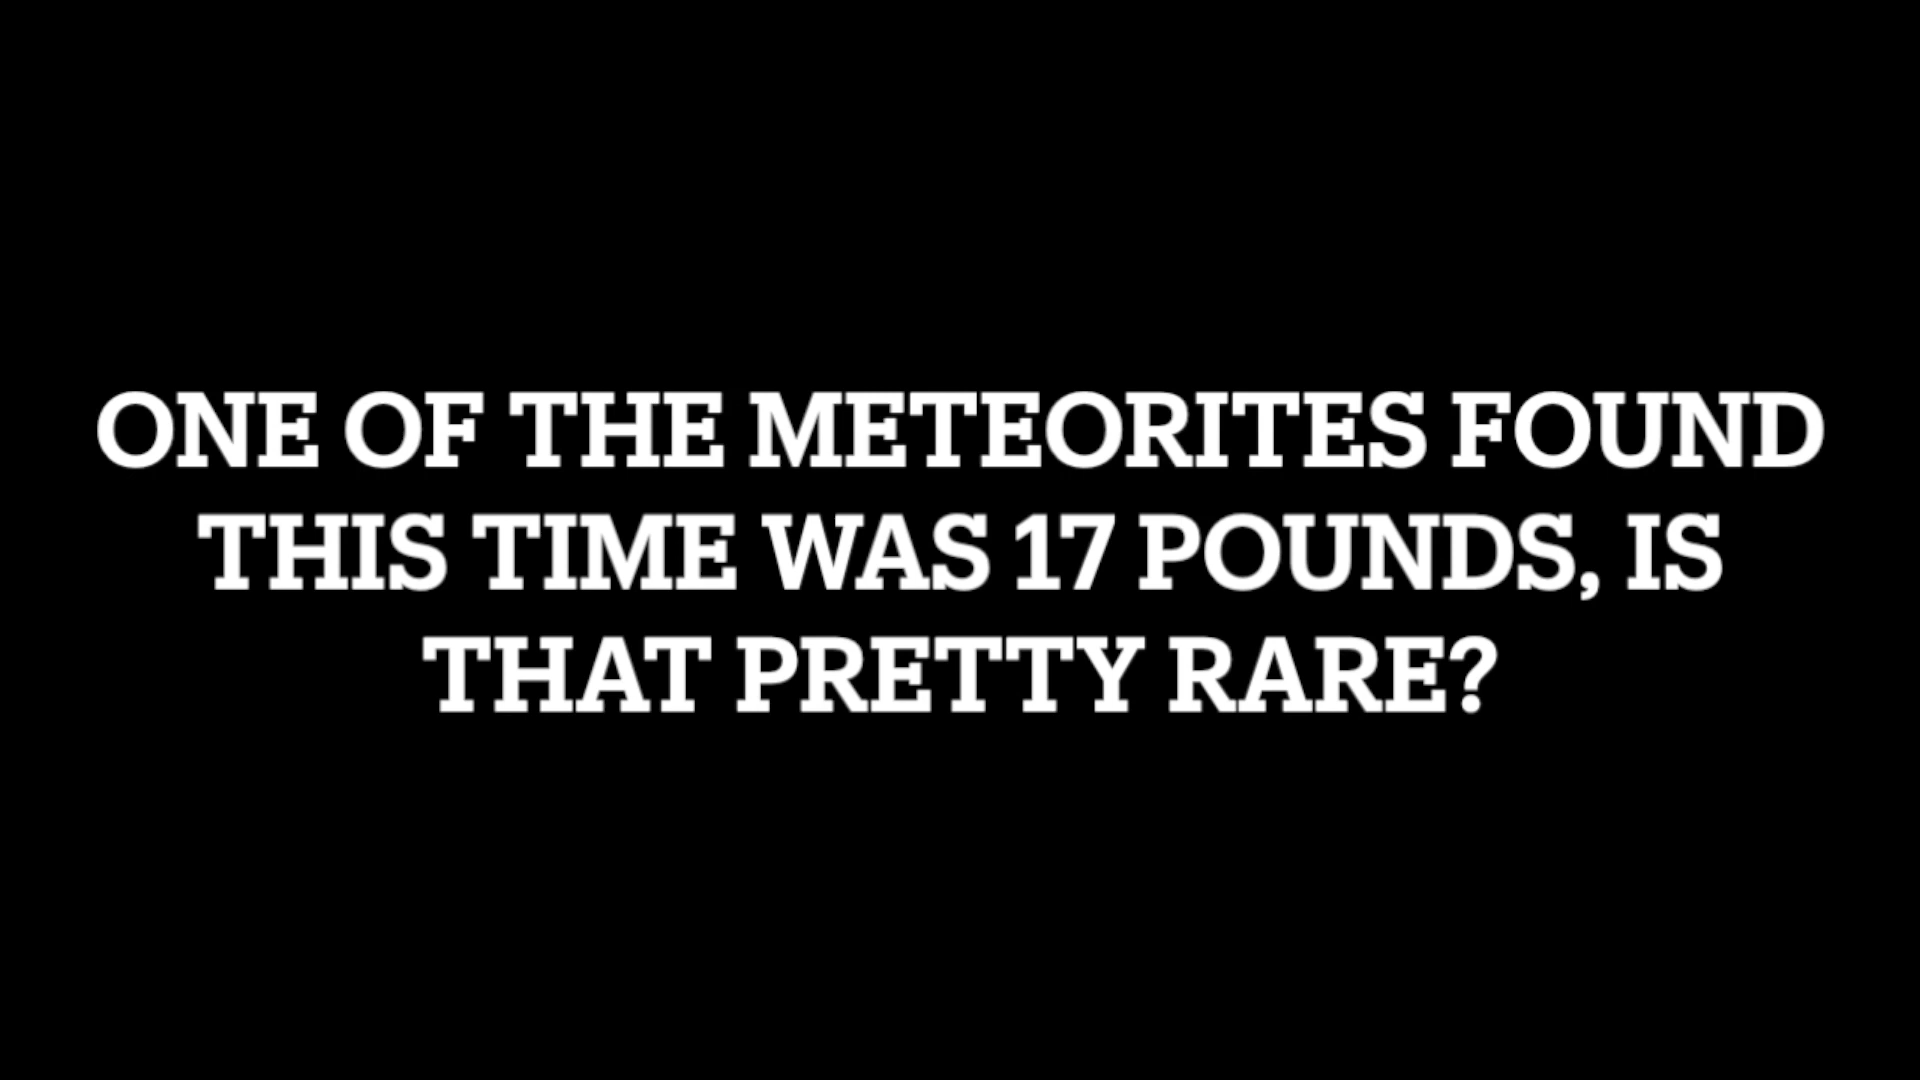 ONE OF THE METEORITES FOUND
THIS TIME WAS 17 POUNDS, IS
THAT PRETTY RARE?